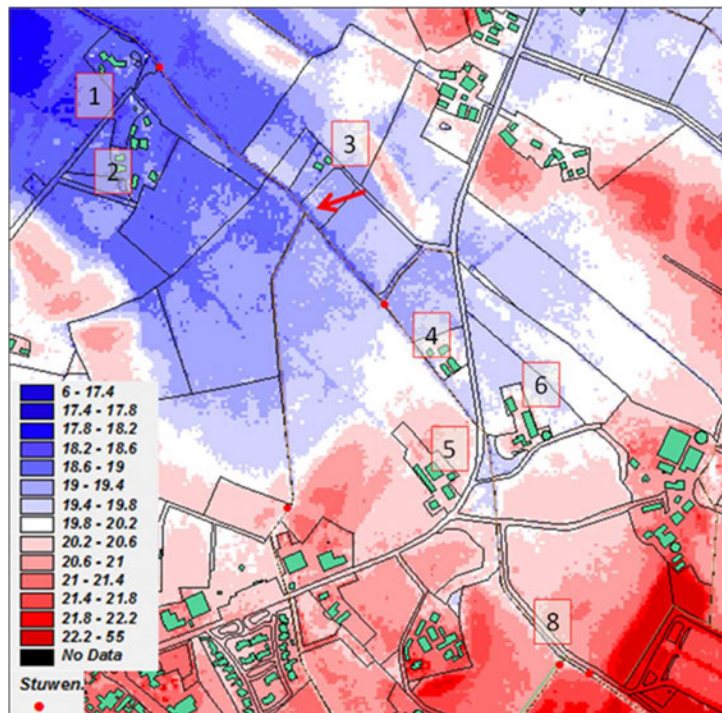 1
2
3
4
5
6
8
6 - 17.4
17.4 - 17.8
17.8 - 18.2
18.2 - 18.6
18.6 - 19
19 - 19.4
19.4 - 19.8
19.8 - 20.2
20.2 - 20.6
20.6 - 21
21 - 21.4
21.4 - 21.8
21.8 - 22.2
22.2 - 55
No Data
Stuwen.